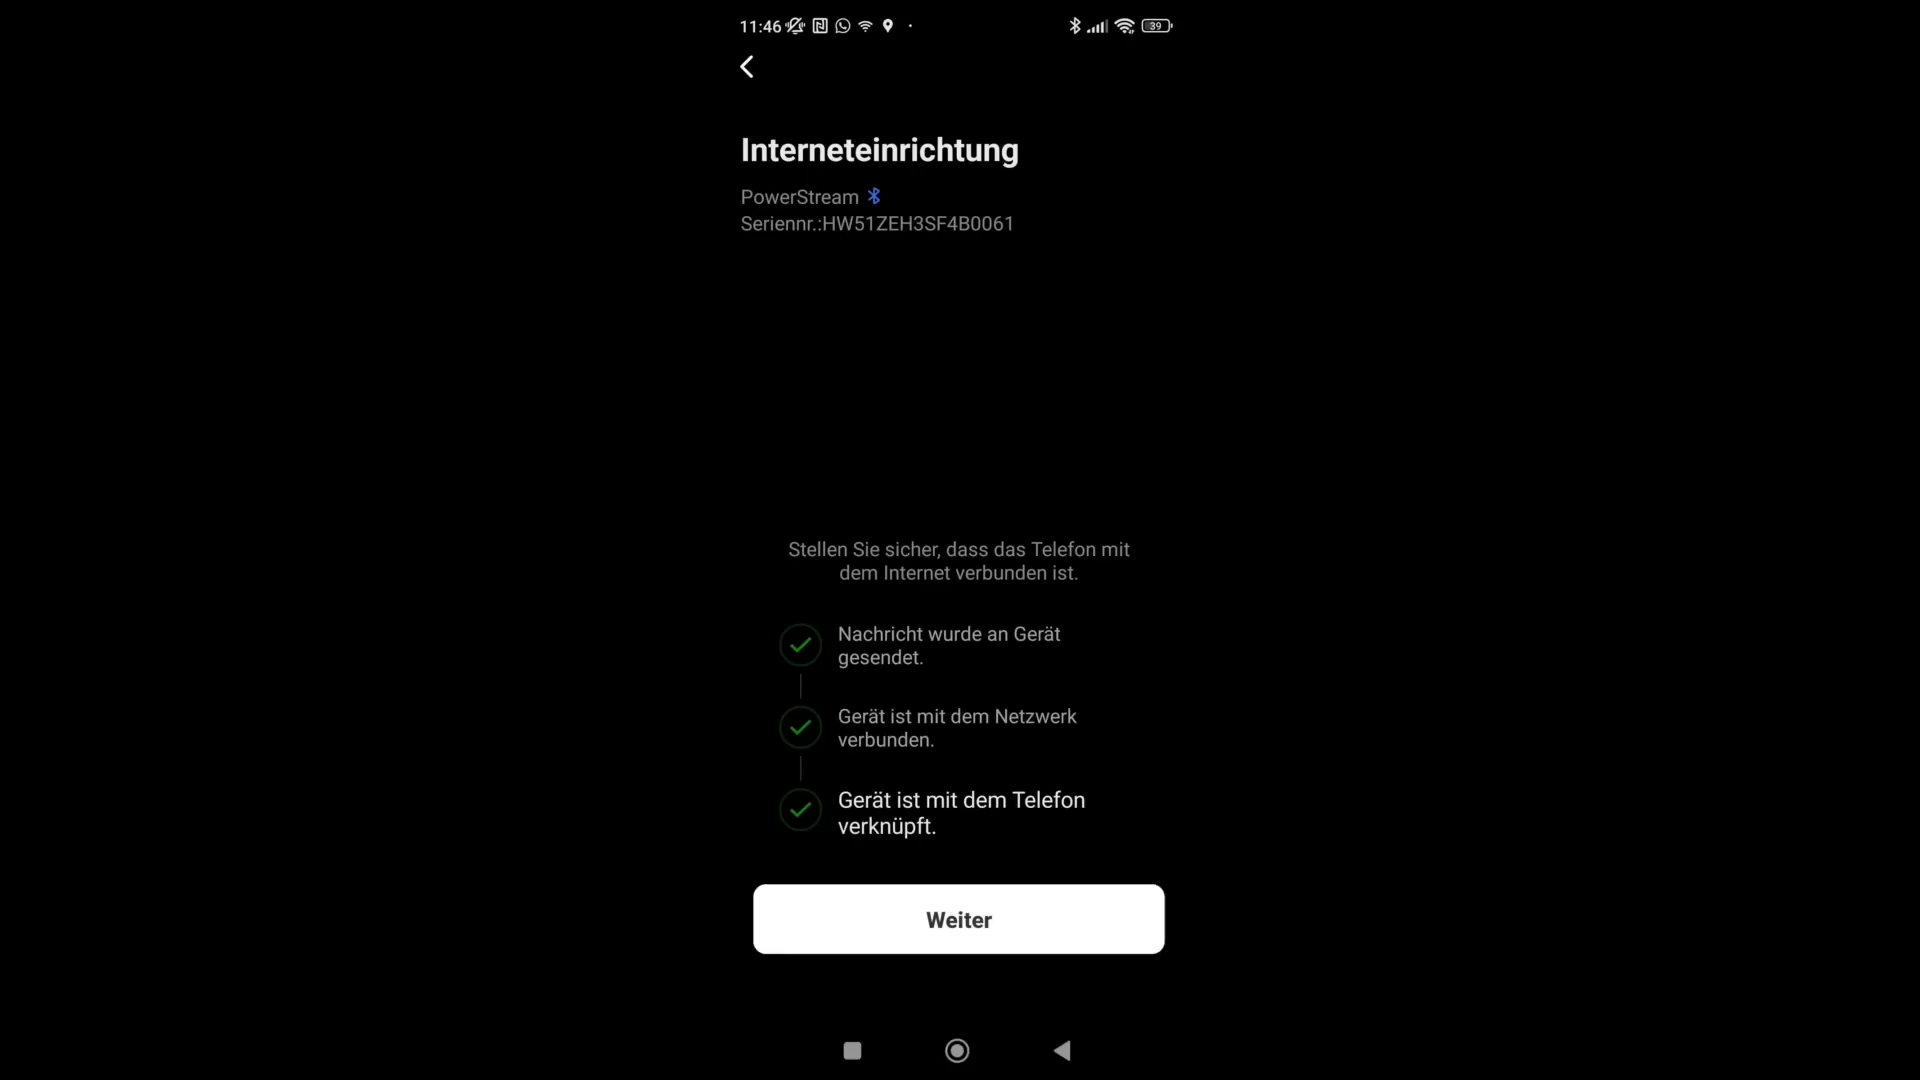 11:46
39
Interneteinrichtung
PowerStream
Seriennr.:HW51ZEH3SF4B0061
Stellen Sie sicher, dass das Telefon mit
dem Internet verbunden ist.
Nachricht wurde an Gerät
gesendet.
Gerät ist mit dem Netzwerk
verbunden.
Gerät ist mit dem Telefon
verknüpft.
Weiter